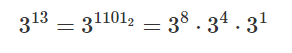 3^{13} = 3^{1101_2} = 3^8 · 3^4 · 3^1